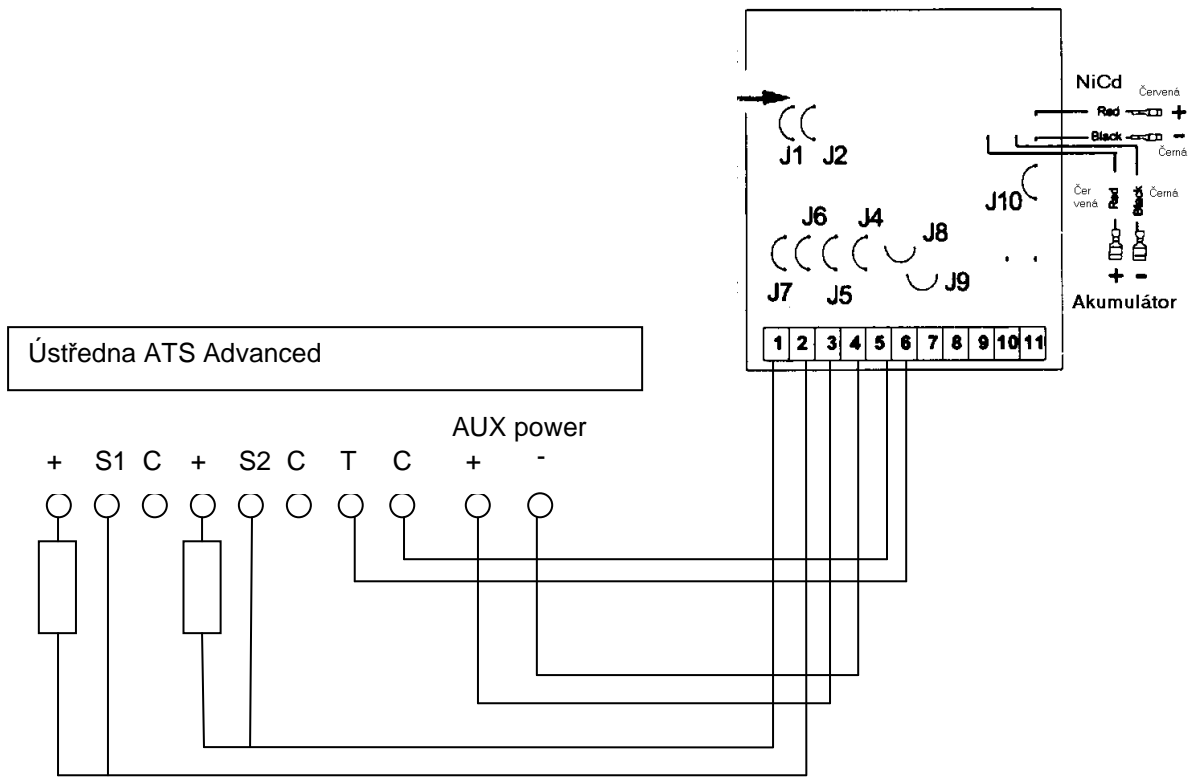 NiCd
Červená
Red +
Black -
Černá
J1 J2
J10
Čer
vená
Red
Black
Černá
+ -
Akumulátor
J6 J4
J8
J7 J5 J9
1 2 3 4 5 6 7 8 9 10 11
Ústředna ATS Advanced
AUX power
+ S1 C + S2 C T C + -